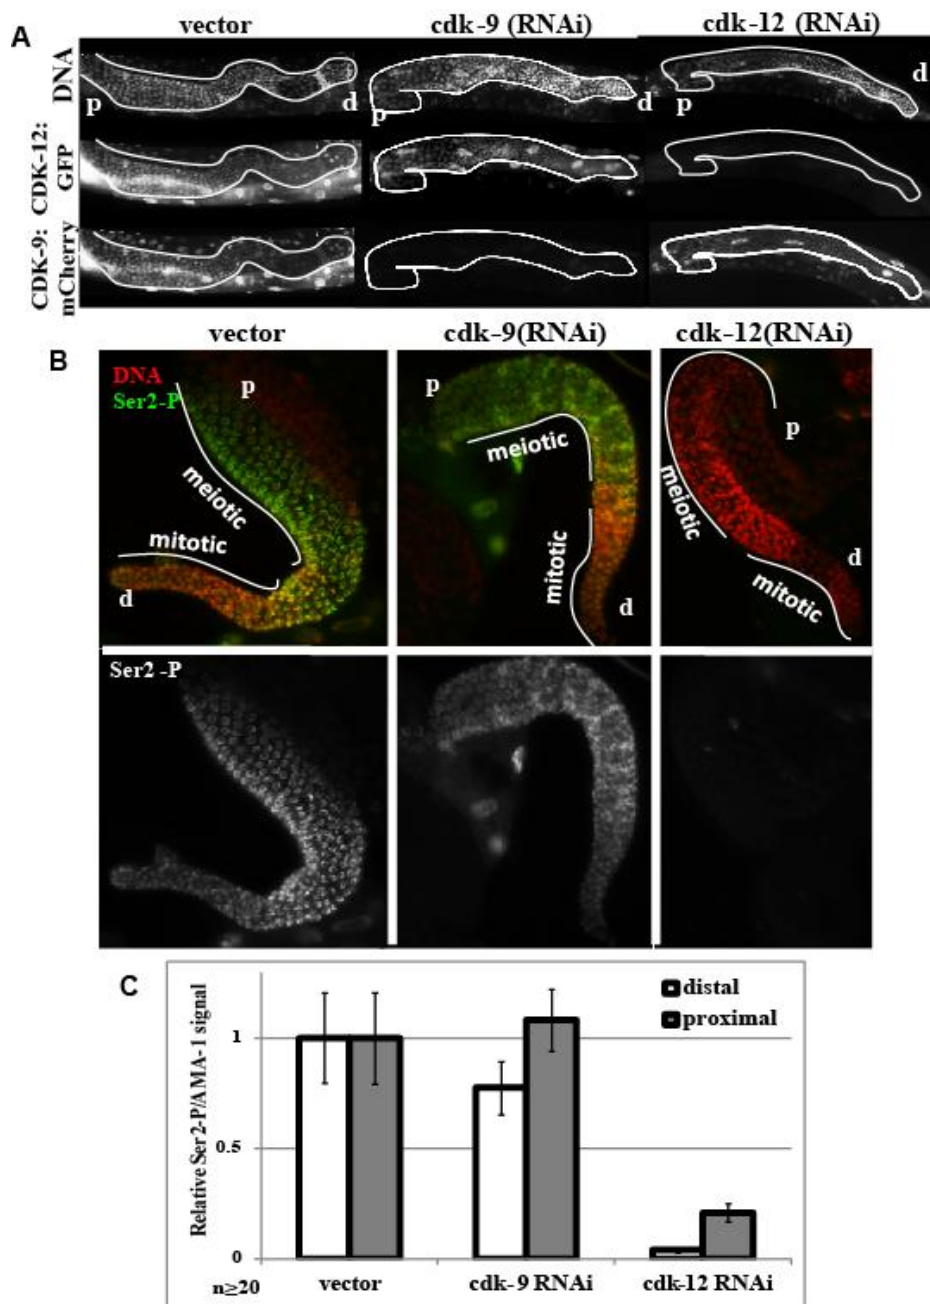 A
vector
cdk-9 (RNAi)
cdk-12 (RNAi)
DNA
p
d
p
d
p
d
CDK-12:
GFP
CDK-9:
mCherry
B
vector
cdk-9(RNAi)
cdk-12(RNAi)
DNA
Ser2-P
p
meiotic
mitotic
d
p
meiotic
mitotic
d
p
meiotic
d
mitotic
Ser2 -P
C
Relative Ser2-P/AMA-1 signal
1
0.5
0
distal
proximal
n≥20
vector
cdk-9 RNAi
cdk-12 RNAi